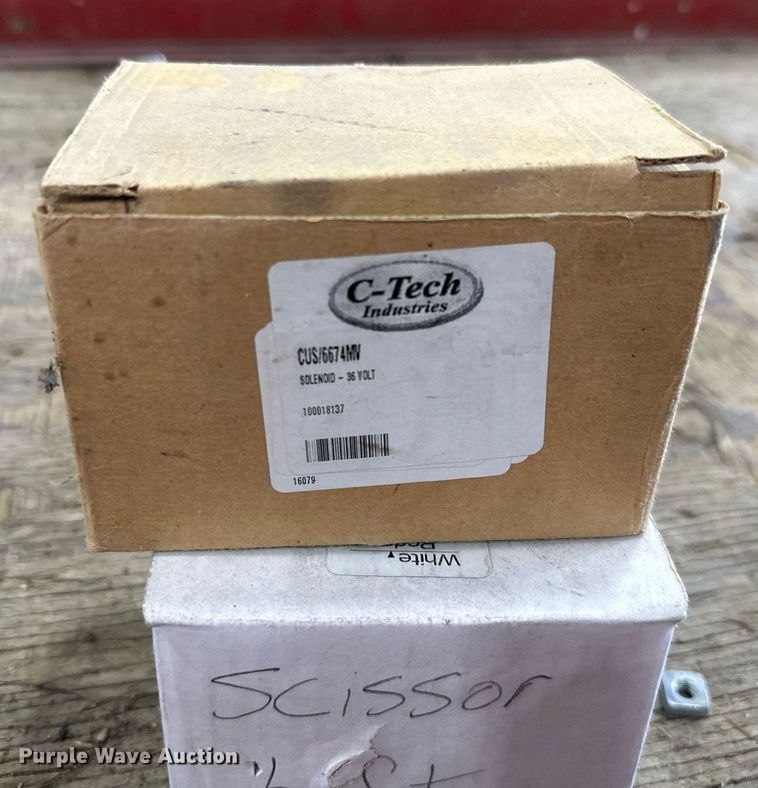 C-Tech
Industries
CUS/6674MV
SOLENOID - 36 VOLT
100018137
16079
White
Scissor
Purple Wave Auction